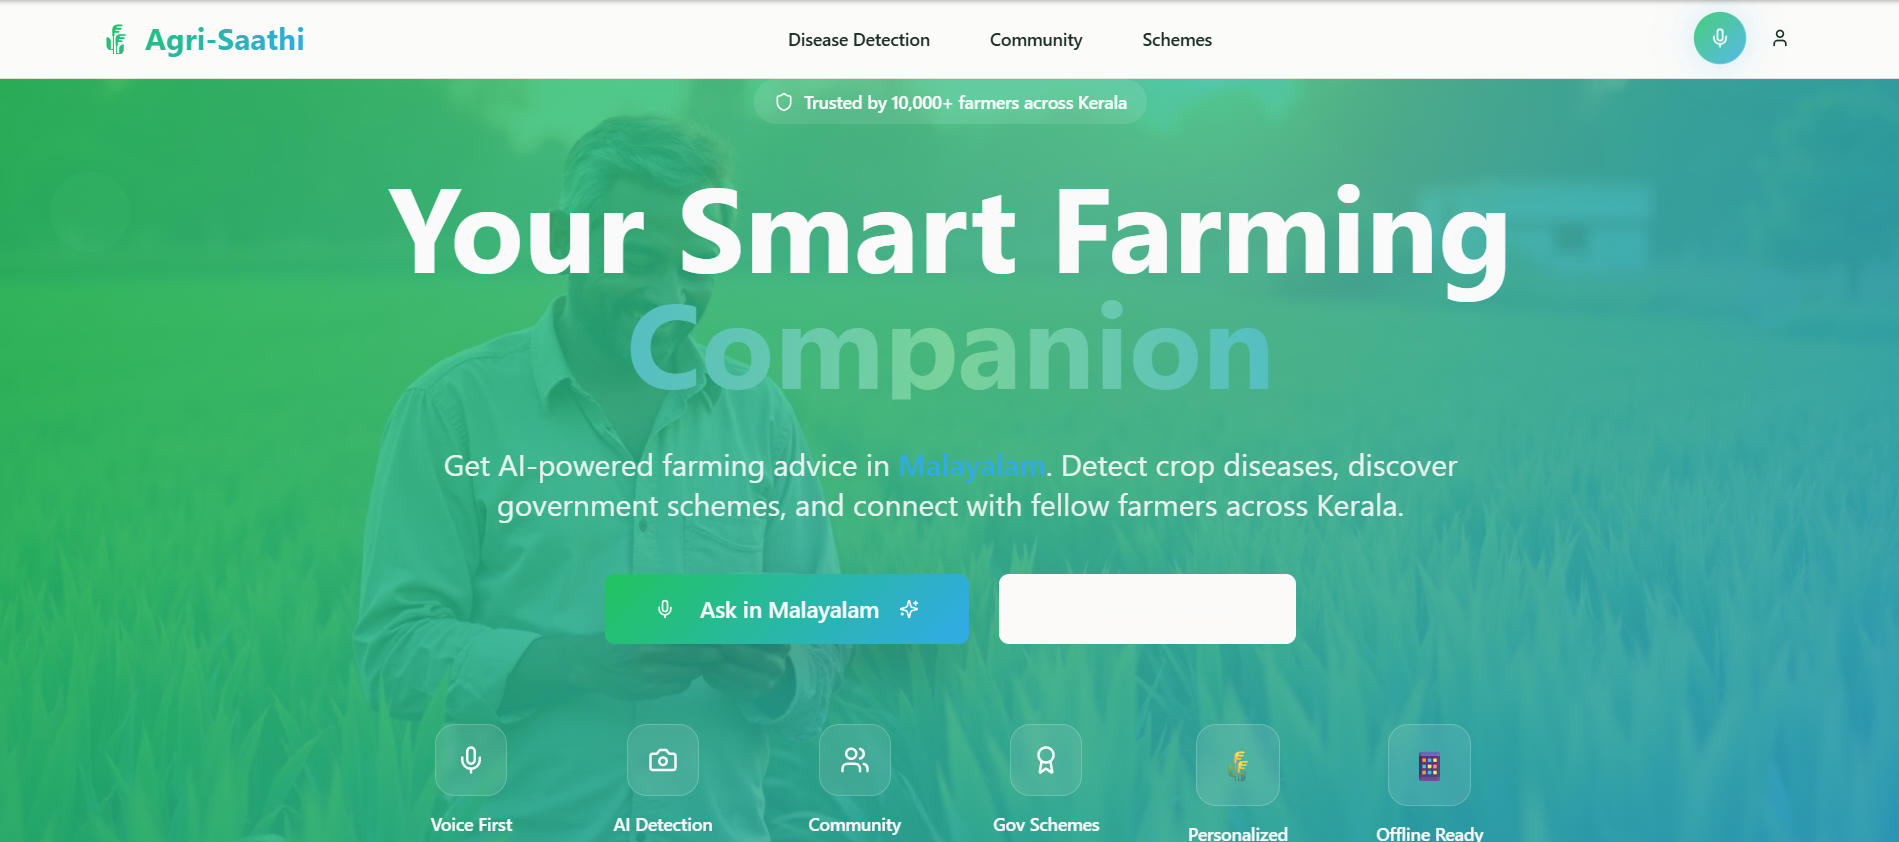 Agri-Saathi
Disease Detection
Community
Schemes
Trusted by 10,000+ farmers across Kerala
Your Smart Farming
Companion
Get AI-powered farming advice in Malayalam. Detect crop diseases, discover
government schemes, and connect with fellow farmers across Kerala.
Ask in Malayalam
Voice First
AI Detection
Community
Gov Schemes
Personalized
Offline Ready